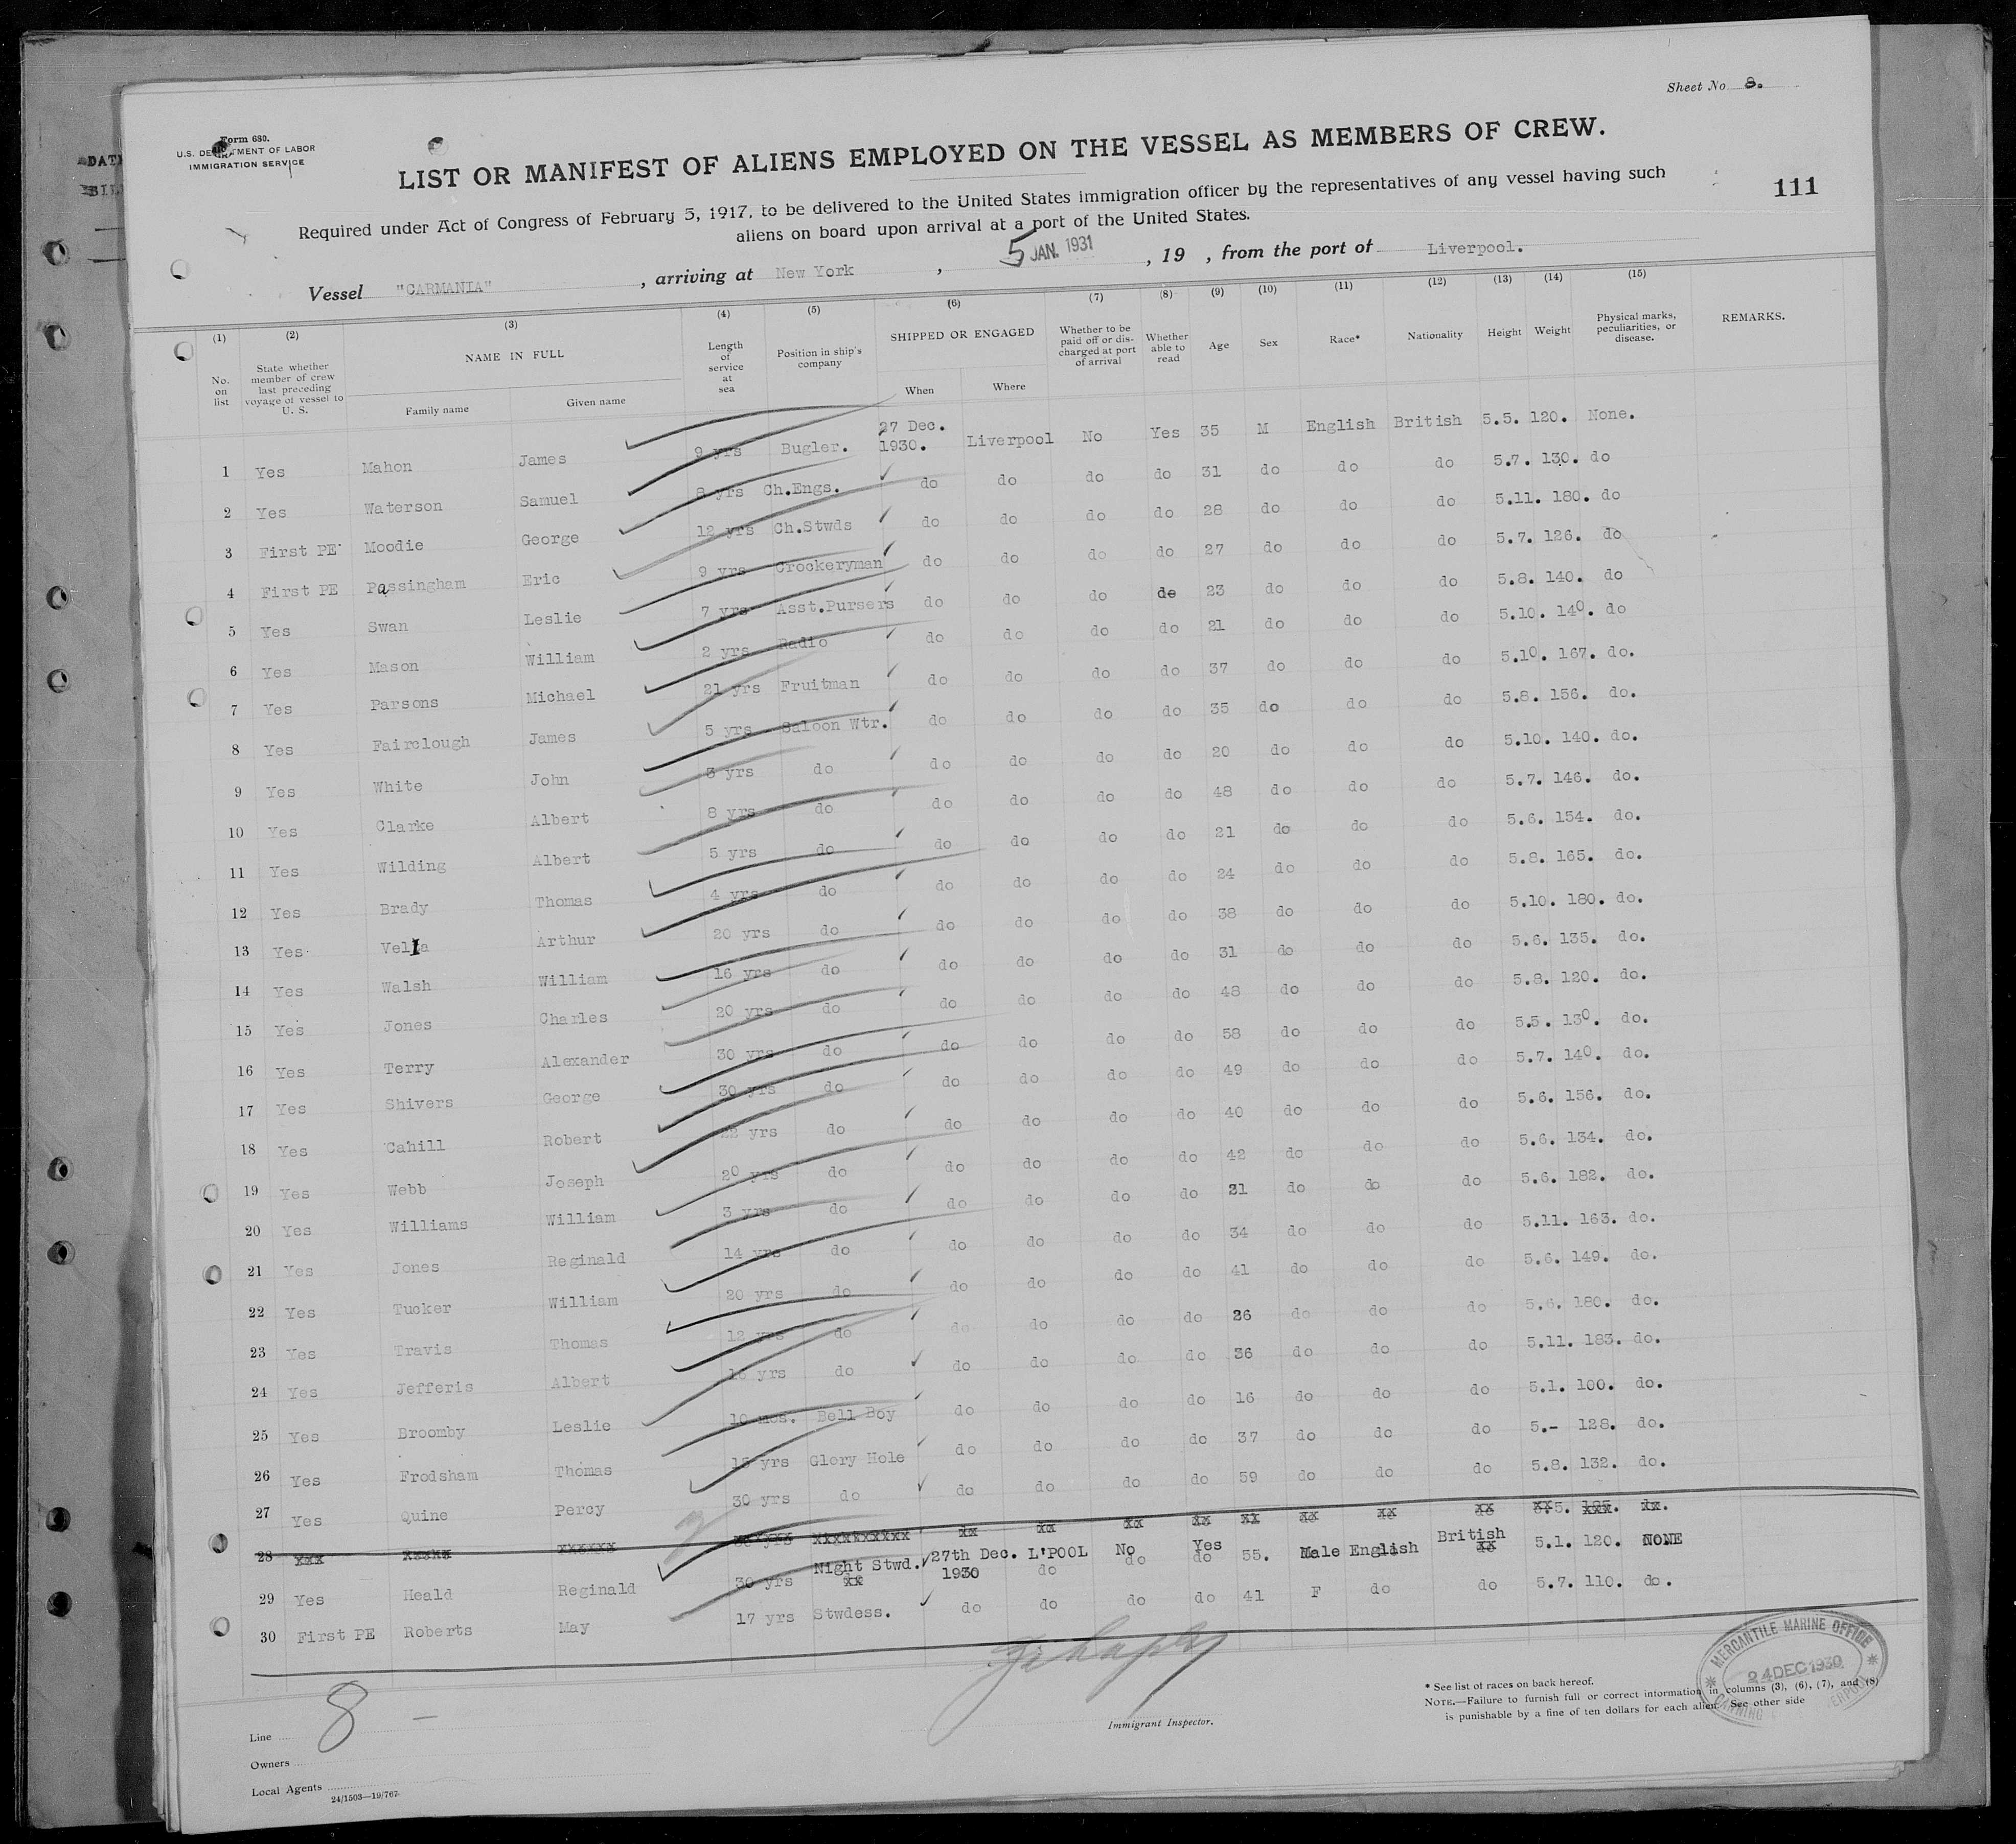 Sheet No 8.
Form 680.
U.S. DEPARTMENT OF LABOR
IMMIGRATION SERVICE
LIST OR MANIFEST OF ALIENS EMPLOYED ON THE VESSEL AS MEMBERS OF CREW.
111
Required under Act of Congress of February 5, 1917, to be delivered to the United States immigration officer by the representatives of any vessel having such
aliens on board upon arrival at a port of the United States.
Vessel "CARMANIA", arriving at New York, 5 JAN. 1931, 19 , from the port of Liverpool.
(1) (2) (3) (4) (5) (6) (7) (8) (9) (10) (11) (12) (13) (14) (15)
No. on list State whether member of crew last preceding voyage of vessel to U. S. NAME IN FULL Family name Given name Length of service at sea Position in ship's company SHIPPED OR ENGAGED When Where Whether to be paid off or discharged at port of arrival Whether able to read Age Sex Race* Nationality Height Weight Physical marks, peculiarities, or disease. REMARKS.
1 Yes Mahon James 9 yrs Bugler. 27 Dec. 1930. Liverpool No Yes 35 M English British 5.5. 120. None.
2 Yes Waterson Samuel 8 yrs Ch.Engs. do do do do 31 do do do 5.7. 130. do
3 First PE Moodie George 12 yrs Ch.Stwds do do do do 28 do do do 5.11. 180. do
4 First PE Passingham Eric 9 yrs Crockeryman do do do do 27 do do do 5.7. 126. do
5 Yes Swan Leslie 7 yrs Asst.Pursers do do do do 23 do do do 5.8. 140. do
6 Yes Mason William 2 yrs Radio do do do do 21 do do do 5.10. 140. do
7 Yes Parsons Michael 21 yrs Fruitman do do do do 37 do do do 5.10. 167. do.
8 Yes Fairclough James 5 yrs Saloon Wtr. do do do do 35 do do do 5.8. 156. do.
9 Yes White John 3 yrs do do do do do 20 do do do 5.10. 140. do.
10 Yes Clarke Albert 8 yrs do do do do do 48 do do do 5.7. 146. do.
11 Yes Wilding Albert 5 yrs do do do do do 21 do do do 5.6. 154. do.
12 Yes Brady Thomas 4 yrs do do do do do 24 do do do 5.8. 165. do.
13 Yes Vella Arthur 20 yrs do do do do do 38 do do do 5.10. 180. do.
14 Yes Walsh William 16 yrs do do do do do 31 do do do 5.6. 135. do.
15 Yes Jones Charles 20 yrs do do do do do 48 do do do 5.8. 120. do.
16 Yes Terry Alexander 30 yrs do do do do do 58 do do do 5.5. 130. do.
17 Yes Shivers George 30 yrs do do do do do 49 do do do 5.7. 140. do.
18 Yes Cahill Robert 22 yrs do do do do do 40 do do do 5.6. 156. do.
19 Yes Webb Joseph 20 yrs do do do do do 42 do do do 5.6. 134. do.
20 Yes Williams William 3 yrs do do do do do 21 do do do 5.6. 182. do.
21 Yes Jones Reginald 14 yrs do do do do do 34 do do do 5.11. 163. do.
22 Yes Tucker William 20 yrs do do do do do 41 do do do 5.6. 149. do.
23 Yes Travis Thomas 12 yrs do do do do do 26 do do do 5.6. 180. do.
24 Yes Jefferis Albert 16 yrs do do do do do 36 do do do 5.11. 183. do.
25 Yes Broomby Leslie 10 mos. Bell Boy do do do do 16 do do do 5.1. 100. do.
26 Yes Frodsham Thomas 15 yrs Glory Hole do do do do 37 do do do 5.- 128. do.
27 Yes Quine Percy 30 yrs do do do do do 59 do do do 5.8. 132. do.
28
29 Yes Heald Reginald 30 yrs Night Stwd. 27th Dec. 1930 L'POOL No Yes 55. Male English British 5.1. 120. NONE
30 First PE Roberts May 17 yrs Stwdess. do do do do 41 F do do 5.7. 110. do.
MERCANTILE MARINE OFFICE
24 DEC 1930
8 -
Line
Owners
Local Agents
24/1503—19/767
Immigrant Inspector.
* See list of races on back hereof.
NOTE.—Failure to furnish full or correct information in columns (3), (6), (7), and (8)
is punishable by a fine of ten dollars for each alien. See other side